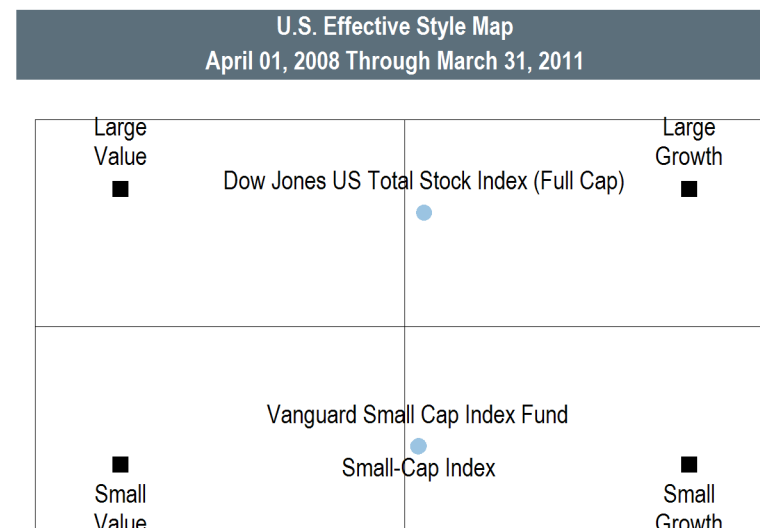 U.S. Effective Style Map
April 01, 2008 Through March 31, 2011
Large
Value
Large
Growth
Dow Jones US Total Stock Index (Full Cap)
Vanguard Small Cap Index Fund
Small-Cap Index
Small
Value
Small
Growth